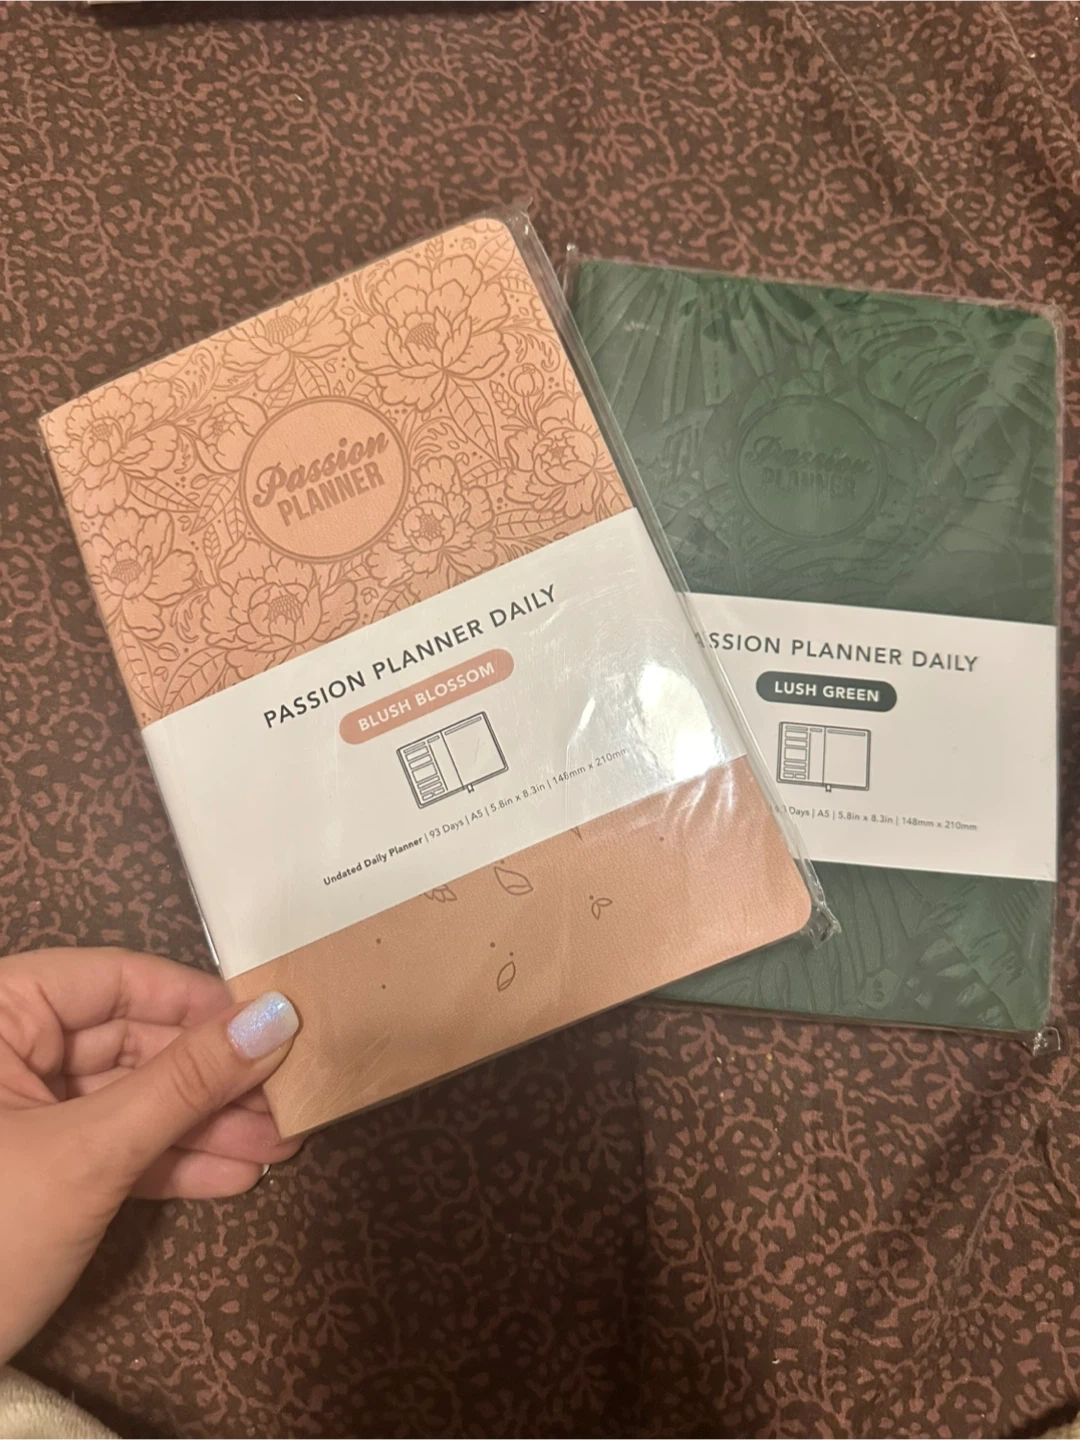 Passion
PLANNER
PASSION PLANNER DAILY
BLUSH BLOSSOM
Undated Daily Planner | 93 Days | A5 | 5.8in x 8.3in | 148mm x 210mm
Passion
PLANNER
ASSION PLANNER DAILY
LUSH GREEN
Days | A5 | 5.8in x 8.3in | 148mm x 210mm